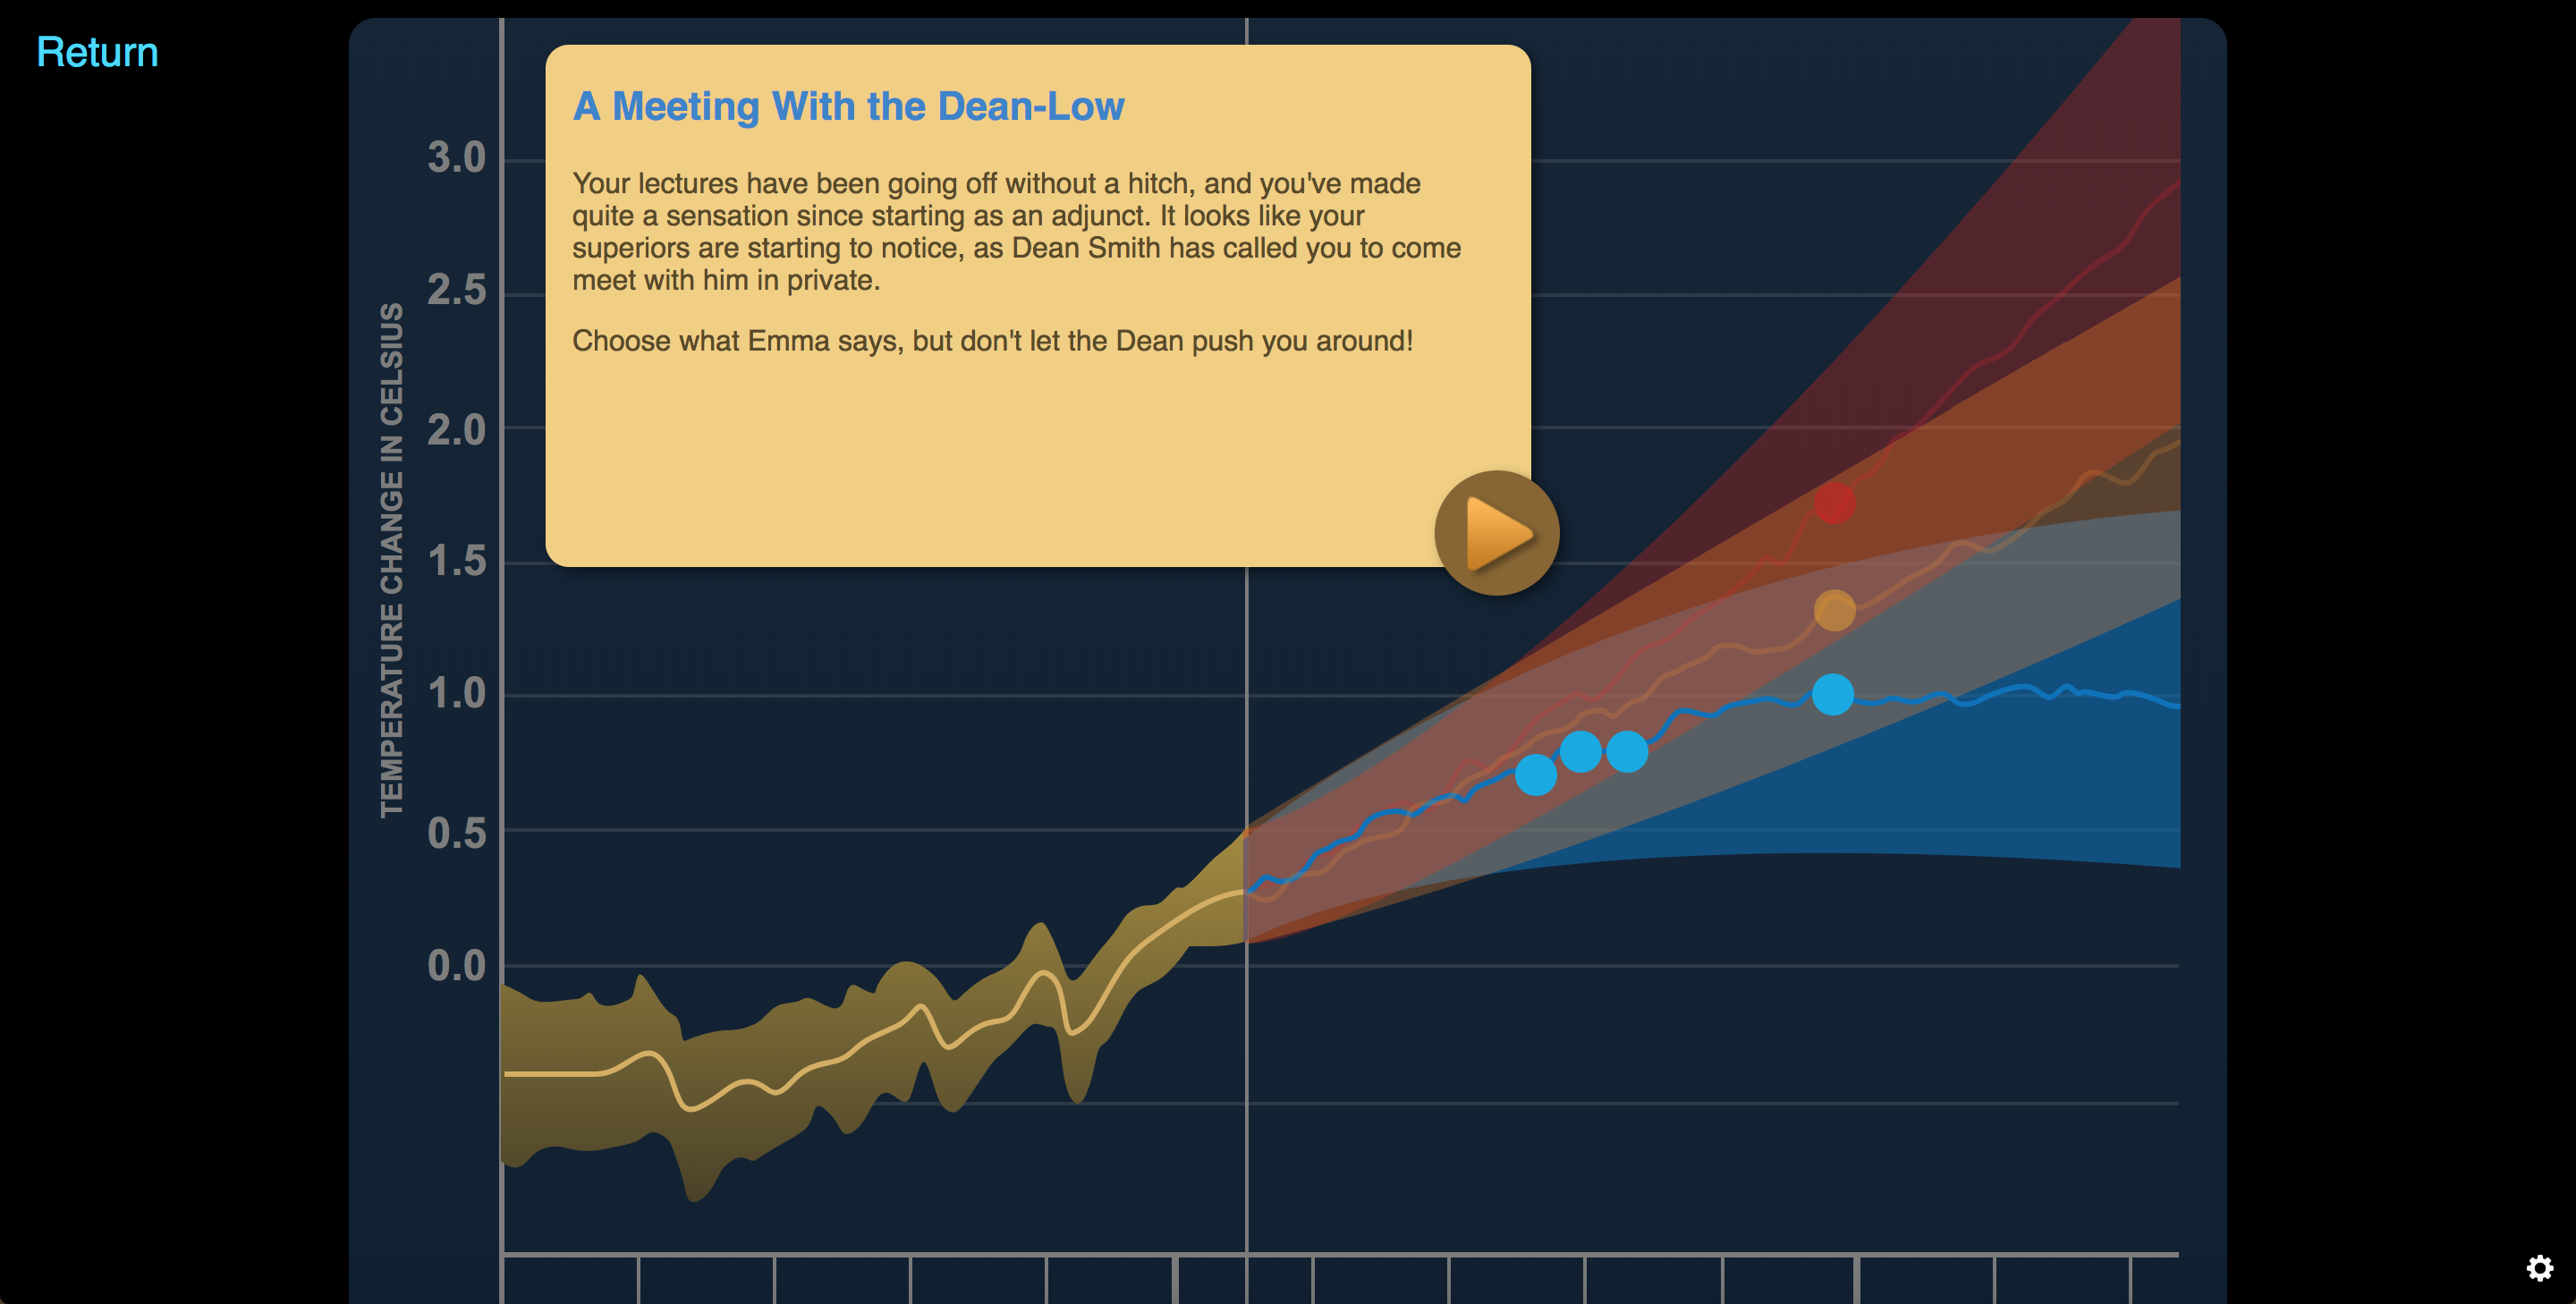 Return
A Meeting With the Dean-Low
Your lectures have been going off without a hitch, and you've made
quite a sensation since starting as an adjunct. It looks like your
superiors are starting to notice, as Dean Smith has called you to come
meet with him in private.
Choose what Emma says, but don't let the Dean push you around!
TEMPERATURE CHANGE IN CELSIUS
3.0
2.5
2.0
1.5
1.0
0.5
0.0